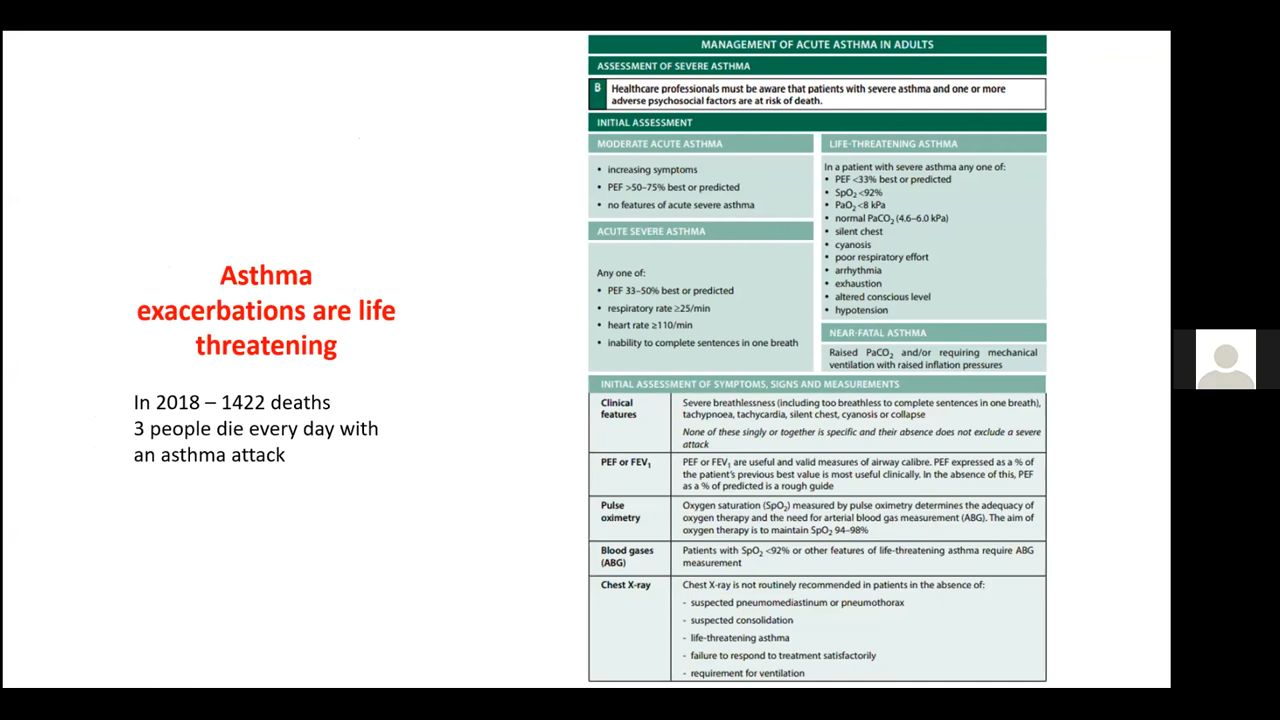 Asthma
exacerbations are life
threatening
In 2018 – 1422 deaths
3 people die every day with
an asthma attack
MANAGEMENT OF ACUTE ASTHMA IN ADULTS
ASSESSMENT OF SEVERE ASTHMA
B
Healthcare professionals must be aware that patients with severe asthma and one or more
adverse psychosocial factors are at risk of death.
INITIAL ASSESSMENT
MODERATE ACUTE ASTHMA
• increasing symptoms
• PEF >50–75% best or predicted
• no features of acute severe asthma
ACUTE SEVERE ASTHMA
Any one of:
• PEF 33–50% best or predicted
• respiratory rate ≥25/min
• heart rate ≥110/min
• inability to complete sentences in one breath
LIFE-THREATENING ASTHMA
In a patient with severe asthma any one of:
• PEF <33% best or predicted
• SpO₂ <92%
• PaO₂ <8 kPa
• normal PaCO₂ (4.6–6.0 kPa)
• silent chest
• cyanosis
• poor respiratory effort
• arrhythmia
• exhaustion
• altered conscious level
• hypotension
NEAR-FATAL ASTHMA
Raised PaCO₂ and/or requiring mechanical
ventilation with raised inflation pressures
INITIAL ASSESSMENT OF SYMPTOMS, SIGNS AND MEASUREMENTS
Clinical
features
Severe breathlessness (including too breathless to complete sentences in one breath),
tachypnoea, tachycardia, silent chest, cyanosis or collapse
None of these singly or together is specific and their absence does not exclude a severe
attack
PEF or FEV₁
PEF or FEV₁ are useful and valid measures of airway calibre. PEF expressed as a % of
the patient's previous best value is most useful clinically. In the absence of this, PEF
as a % of predicted is a rough guide
Pulse
oximetry
Oxygen saturation (SpO₂) measured by pulse oximetry determines the adequacy of
oxygen therapy and the need for arterial blood gas measurement (ABG). The aim of
oxygen therapy is to maintain SpO₂ 94–98%
Blood gases
(ABG)
Patients with SpO₂ <92% or other features of life-threatening asthma require ABG
measurement
Chest X-ray
Chest X-ray is not routinely recommended in patients in the absence of:
- suspected pneumomediastinum or pneumothorax
- suspected consolidation
- life-threatening asthma
- failure to respond to treatment satisfactorily
- requirement for ventilation